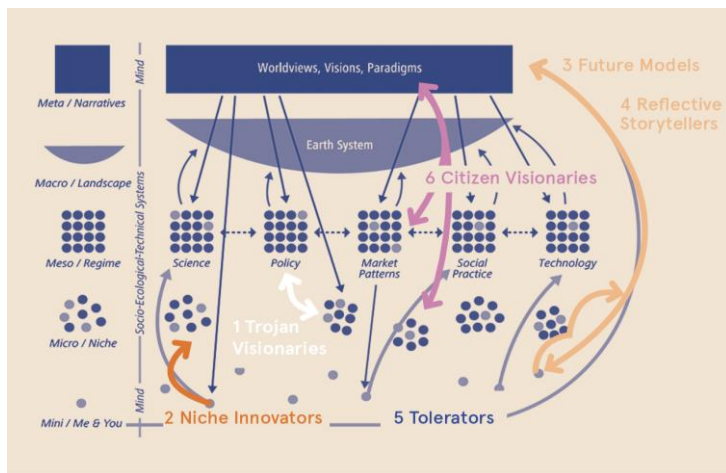 Mind
Worldviews, Visions, Paradigms
3 Future Models
Meta / Narratives
4 Reflective
Storytellers
Earth System
Macro / Landscape
6 Citizen Visionaries
Socio-Ecological-Technical Systems
Meso / Regime
Science
Policy
Market
Patterns
Social
Practice
Technology
Micro / Niche
1 Trojan
Visionaries
Mind
2 Niche Innovators
5 Tolerators
Mini / Me & You